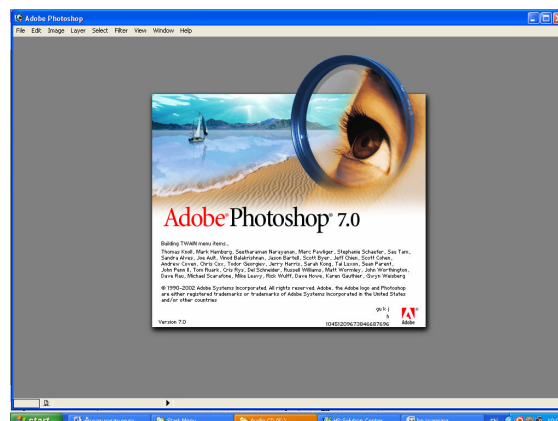 Adobe Photoshop
File Edit Image Layer Select Filter View Window Help
Adobe® Photoshop® 7.0
Building TWAIN menu items...
Thomas Knoll, Mark Hamburg, Seetharaman Narayanan, Marc Pawliger, Stephanie Schaefer, Sau Tam,
Sandra Alves, Joe Ault, Vinod Balakrishnan, Jason Bartell, Scott Byer, Jeff Chien, Scott Cohen,
Andrew Coven, Chris Cox, Todor Georgiev, Jerry Harris, Sarah Kong, Tai Luxon, Sean Parent,
John Penn II, Tom Ruark, Cris Rys, Dei Schneider, Russell Williams, Matt Wormley, John Worthington,
Dave Rau, Michael Scarafone, Mike Leavy, Rick Wulff, Dave Howe, Karen Gauthier, Gwyn Weisberg
© 1990-2002 Adobe Systems Incorporated. All rights reserved. Adobe, the Adobe logo and Photoshop
are either registered trademarks or trademarks of Adobe Systems Incorporated in the United States
and/or other countries
gu k j
h
Version 7.0 10451209673846687696 Adobe
start Start Menu